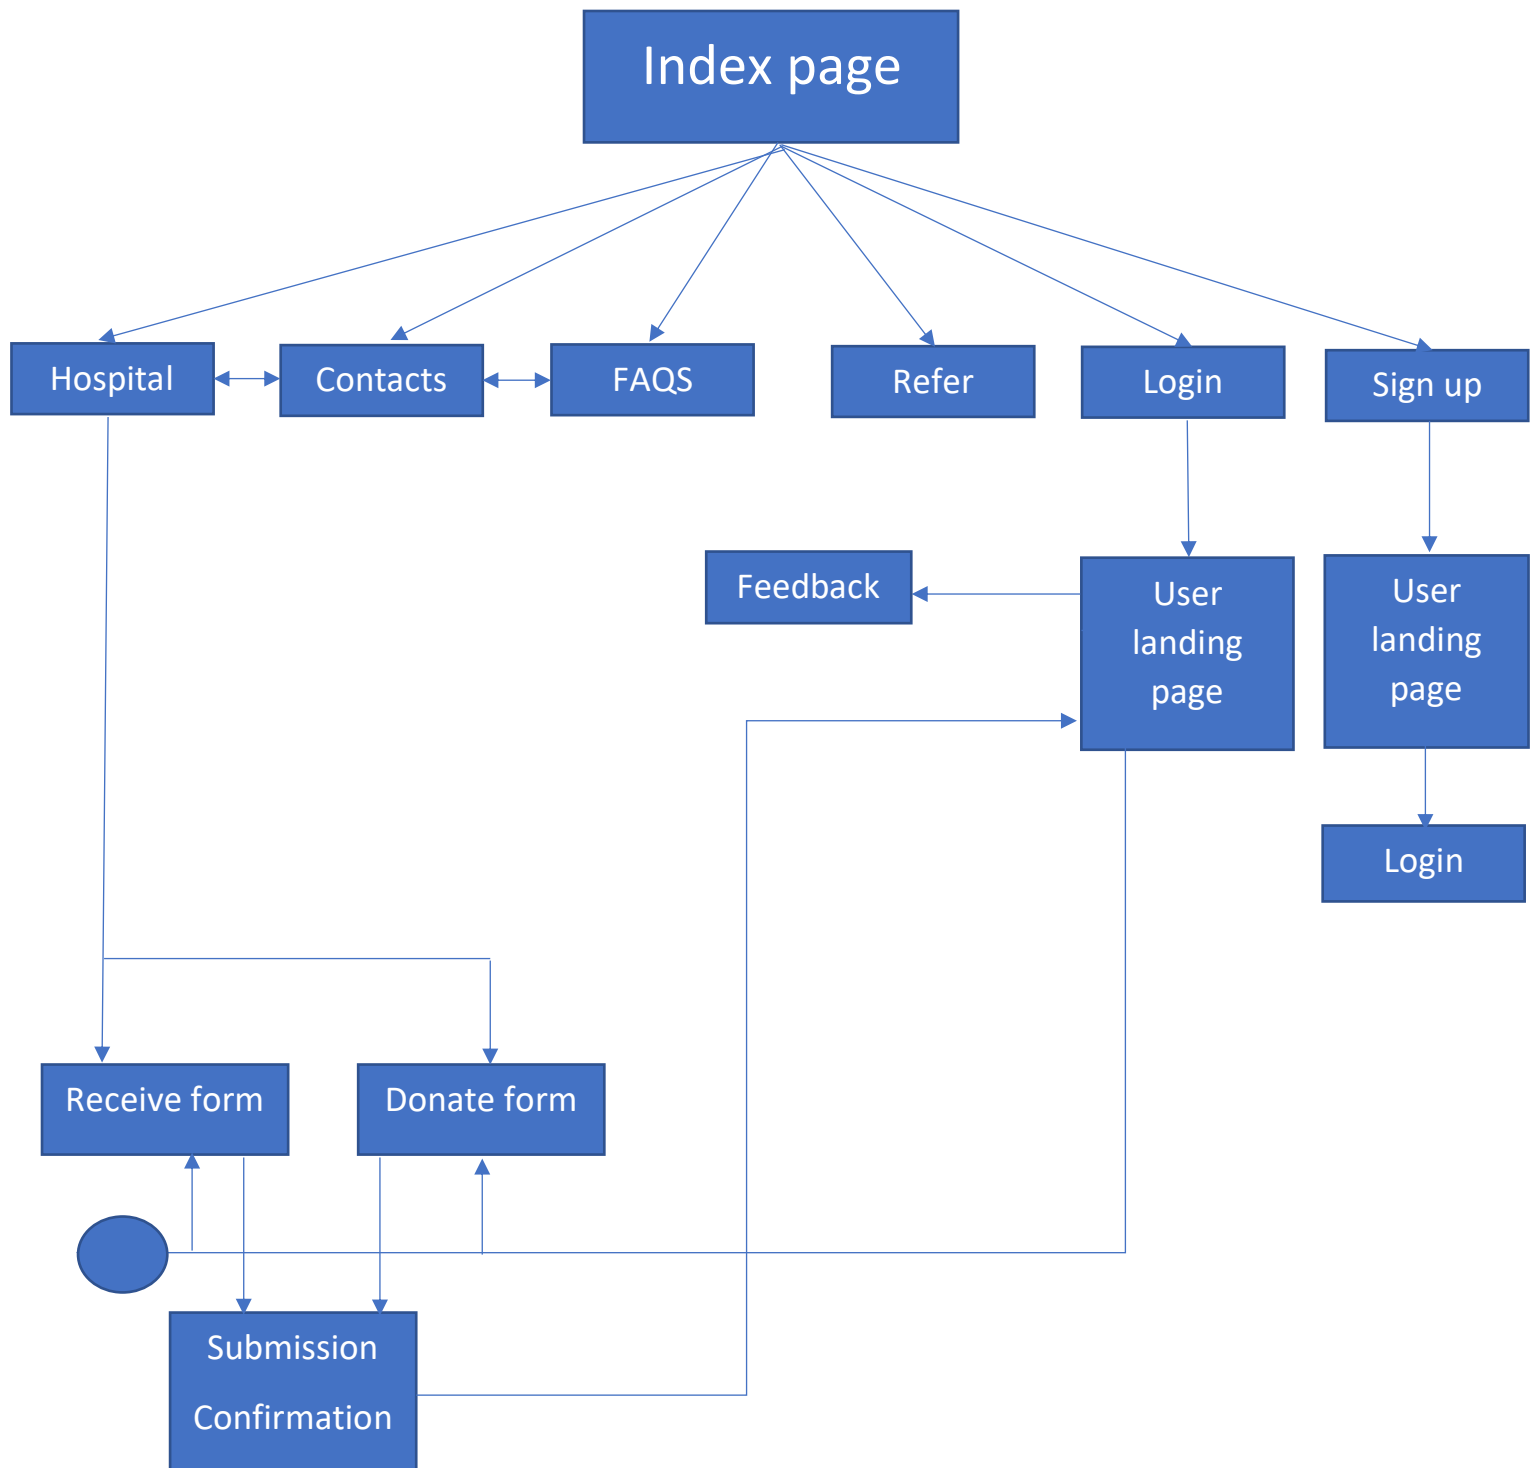 Index page
Hospital
Contacts
FAQS
Refer
Login
Sign up
Feedback
User
landing
page
User
landing
page
Login
Receive form
Donate form
Submission
Confirmation